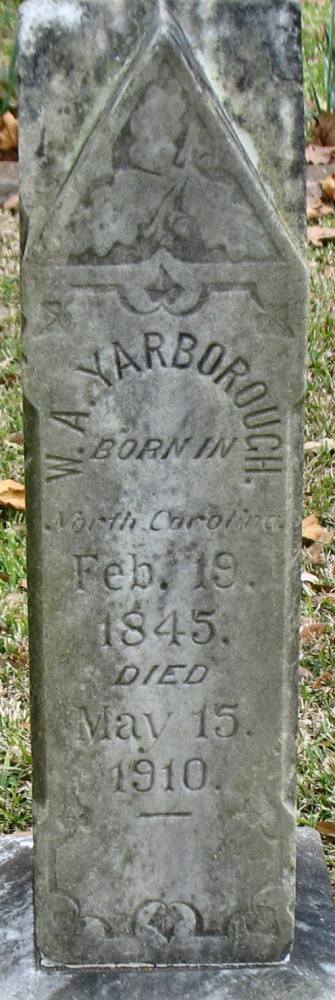 W. A. YARBOROUGH.
BORN IN
North Carolina.
Feb. 19.
1845.
DIED
May 15.
1910.